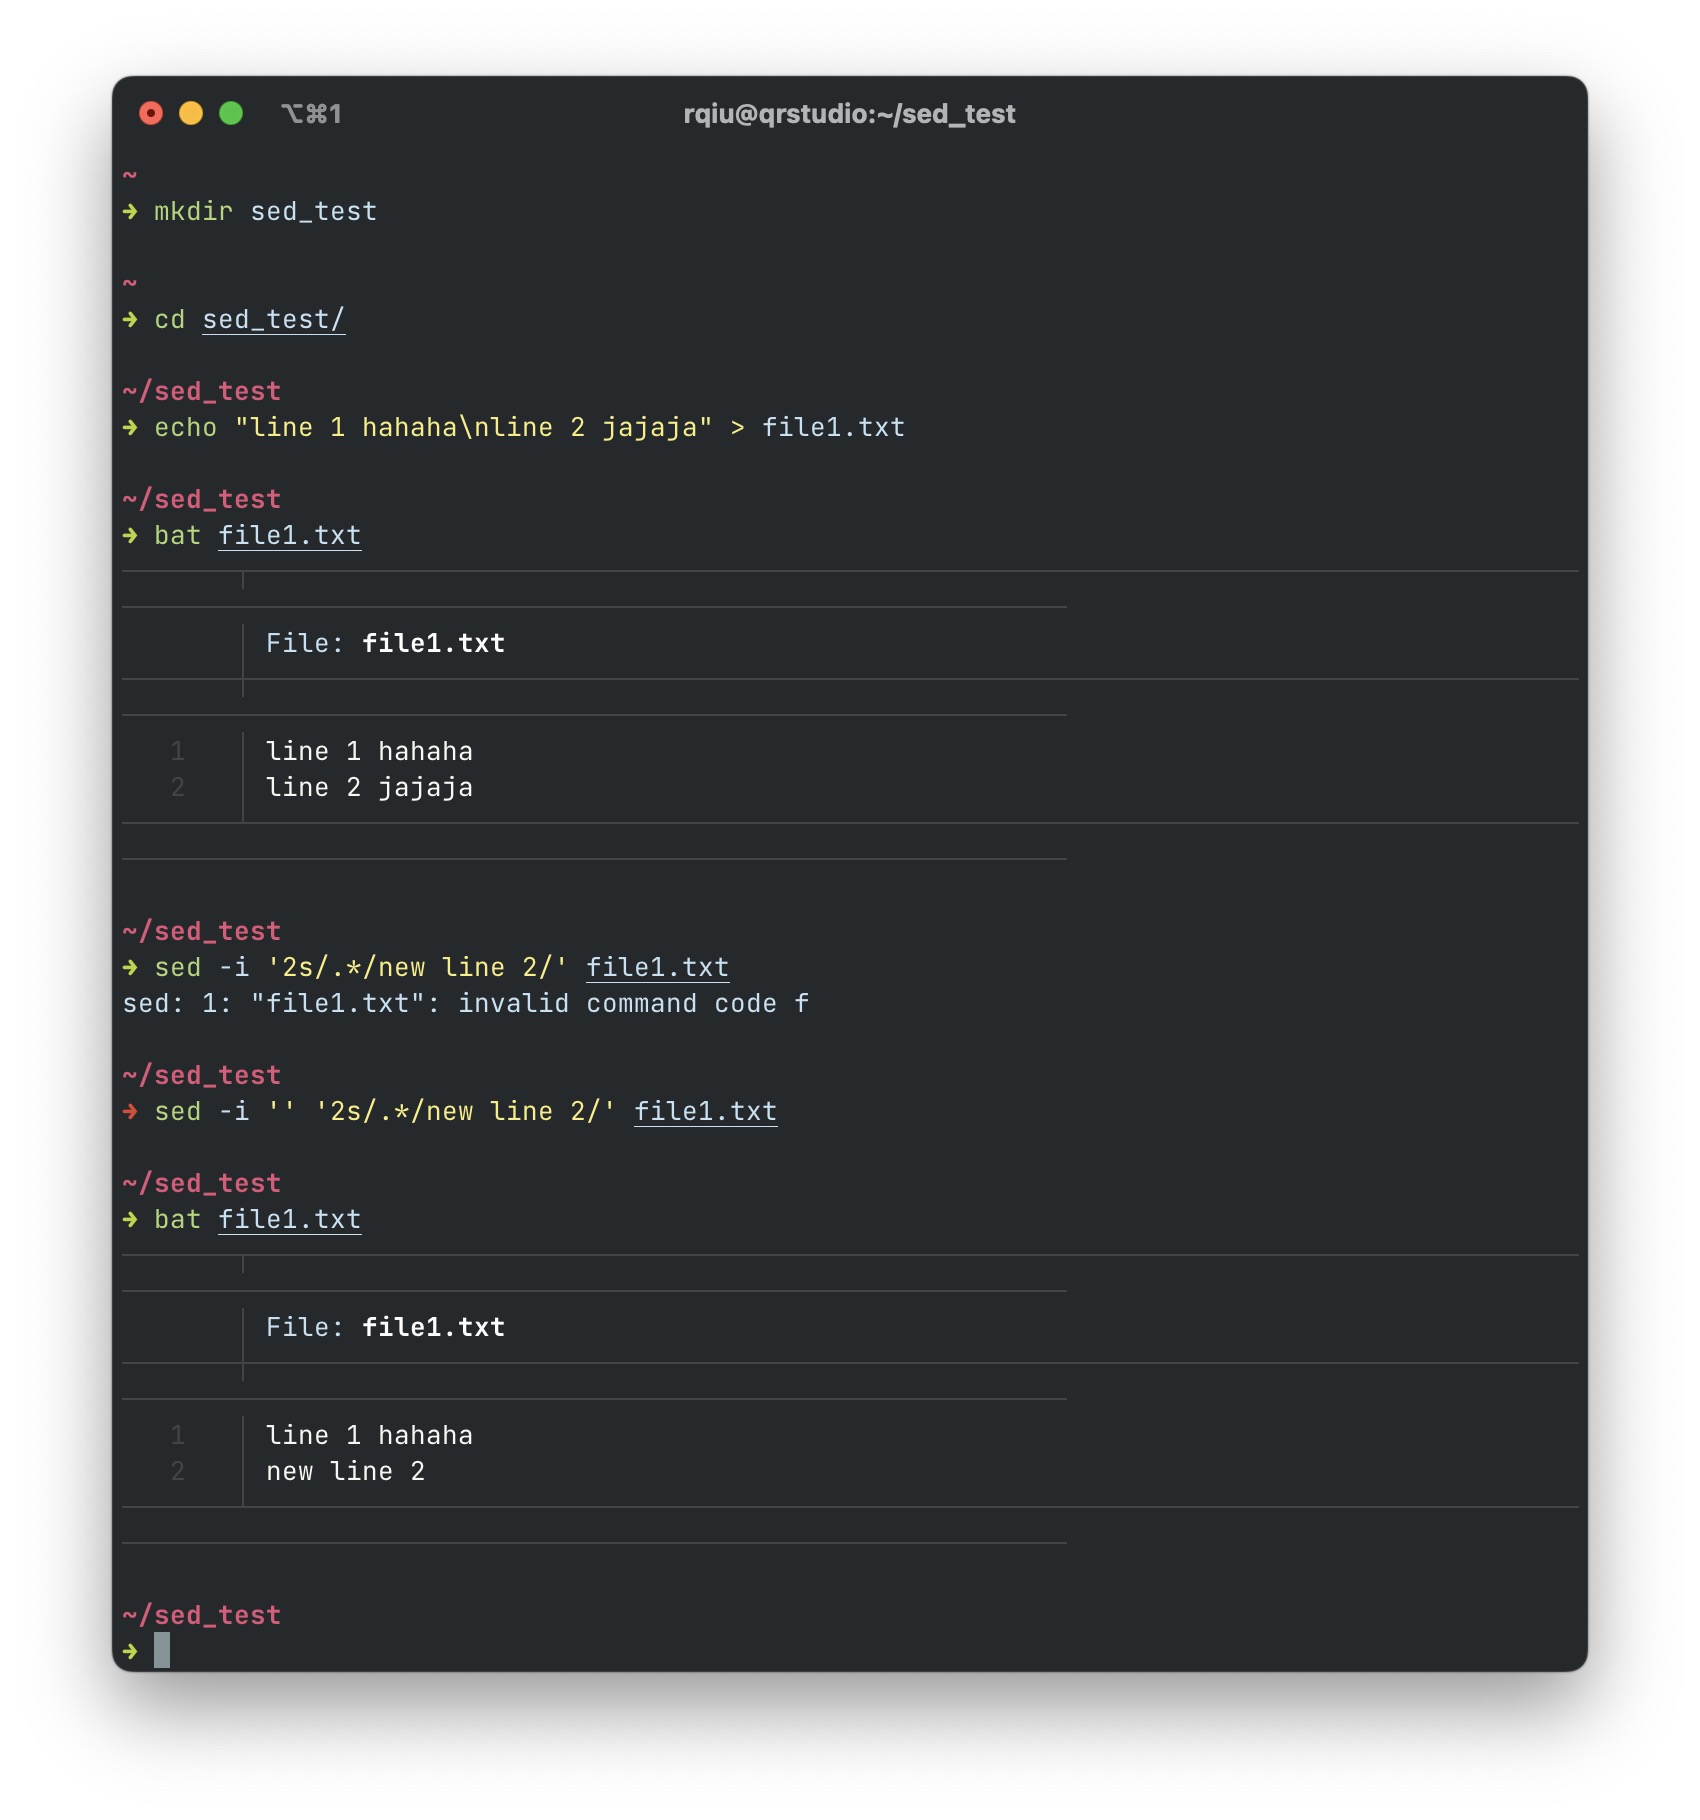 ⌥⌘1 rqiu@qrstudio:~/sed_test
~
➜ mkdir sed_test
~
➜ cd sed_test/
~/sed_test
➜ echo "line 1 hahaha\nline 2 jajaja" > file1.txt
~/sed_test
➜ bat file1.txt
File: file1.txt
1 line 1 hahaha
2 line 2 jajaja
~/sed_test
➜ sed -i '2s/.*/new line 2/' file1.txt
sed: 1: "file1.txt": invalid command code f
~/sed_test
➜ sed -i '' '2s/.*/new line 2/' file1.txt
~/sed_test
➜ bat file1.txt
File: file1.txt
1 line 1 hahaha
2 new line 2
~/sed_test
➜